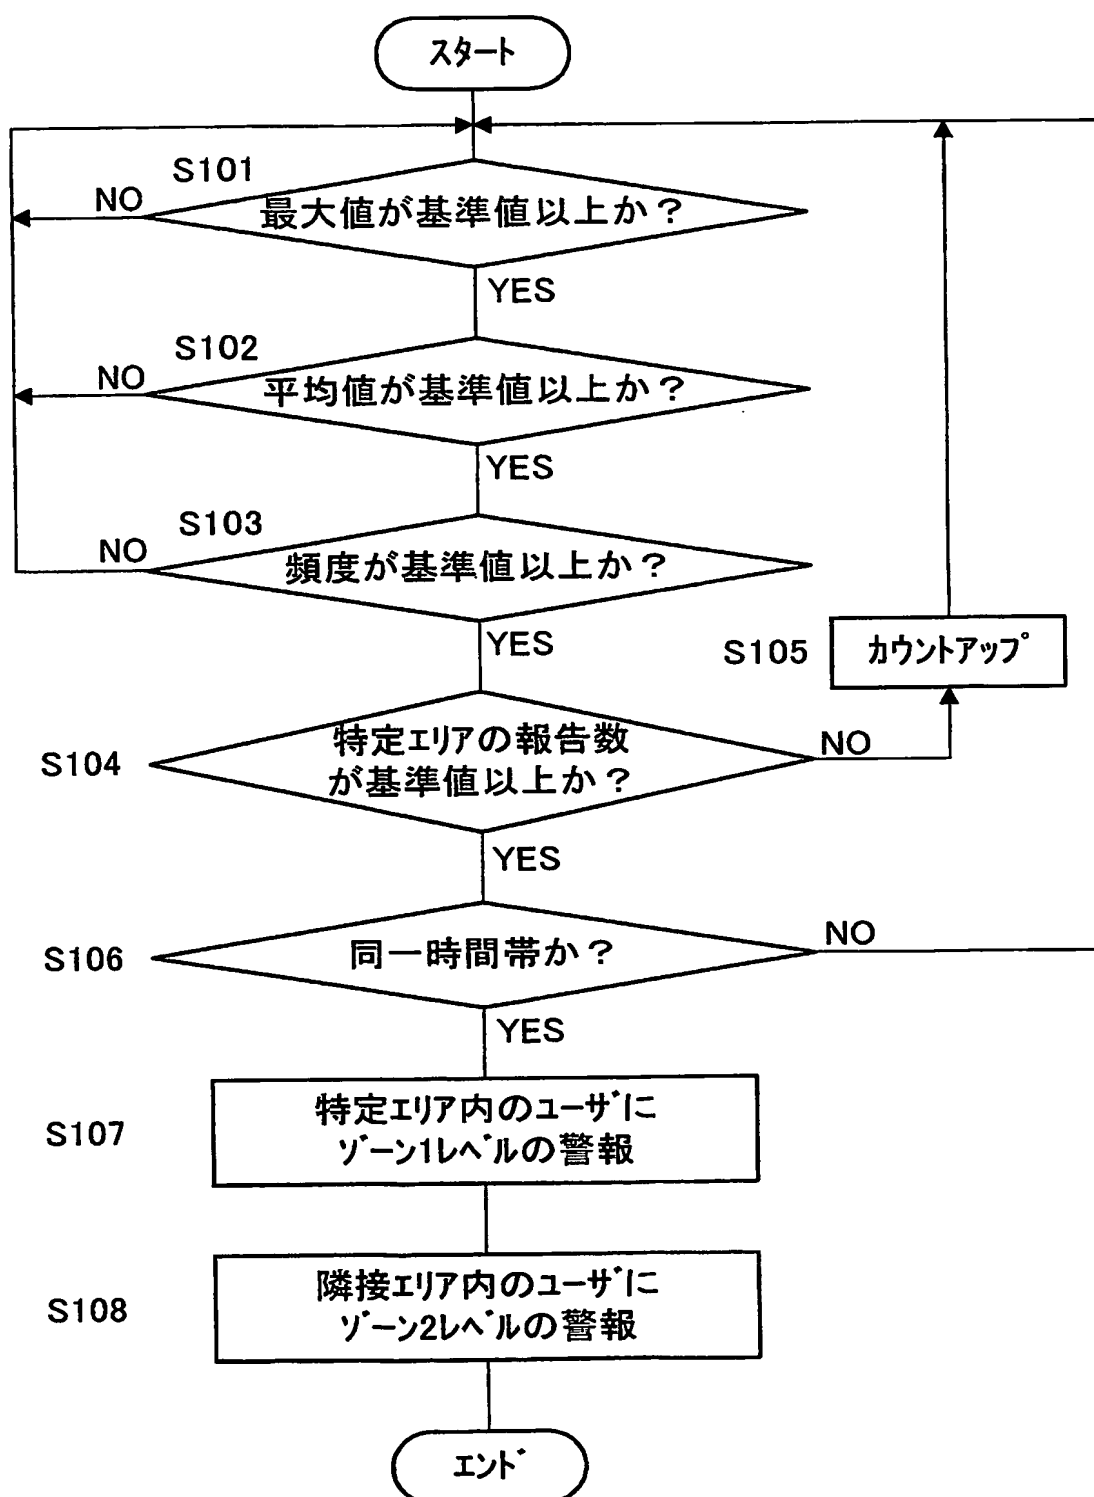 スタート
S101
NO
最大値が基準値以上か?
YES
S102
NO
平均値が基準値以上か?
YES
S103
NO
頻度が基準値以上か?
YES
S105
カウントアップ
S104
特定エリアの報告数
が基準値以上か?
NO
YES
S106
同一時間帯か?
NO
YES
S107
特定エリア内のユーザに
ゾーン1レベルの警報
S108
隣接エリア内のユーザに
ゾーン2レベルの警報
エンド